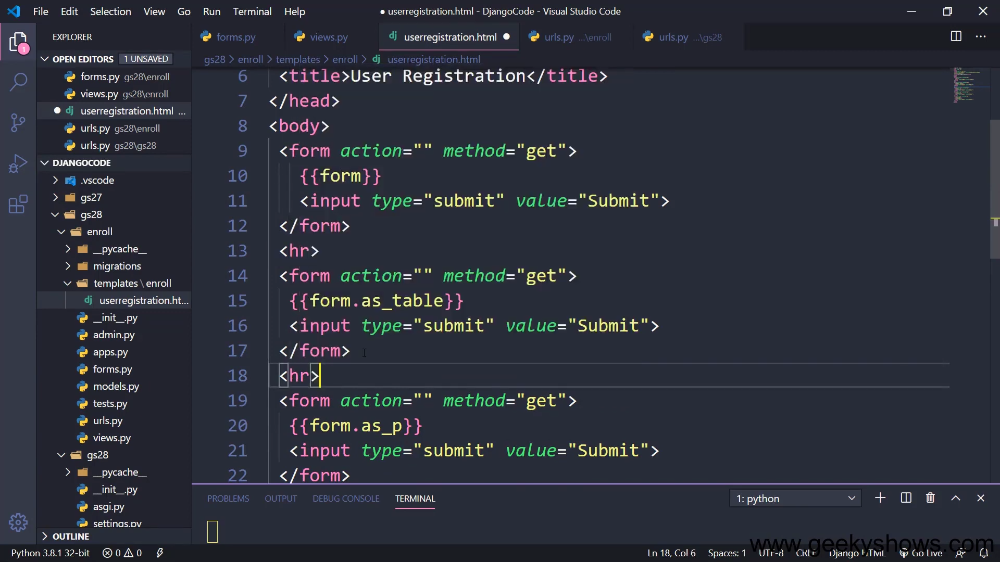 File Edit Selection View Go Run Terminal Help
● userregistration.html - DjangoCode - Visual Studio Code
EXPLORER
forms.py
views.py
userregistration.html
urls.py ...\enroll
urls.py ...\gs28
OPEN EDITORS 1 UNSAVED
forms.py gs28\enroll
views.py gs28\enroll
userregistration.html ...
urls.py gs28\enroll
urls.py gs28\gs28
DJANGOCODE
.vscode
gs27
gs28
enroll
__pycache__
migrations
templates \ enroll
userregistration.ht...
__init__.py
admin.py
apps.py
forms.py
models.py
tests.py
urls.py
views.py
gs28
__pycache__
__init__.py
asgi.py
settings.py
OUTLINE
gs28 > enroll > templates > enroll > userregistration.html
6 <title>User Registration</title>
7 </head>
8 <body>
9 <form action="" method="get">
10 {{form}}
11 <input type="submit" value="Submit">
12 </form>
13 <hr>
14 <form action="" method="get">
15 {{form.as_table}}
16 <input type="submit" value="Submit">
17 </form>
18 <hr>
19 <form action="" method="get">
20 {{form.as_p}}
21 <input type="submit" value="Submit">
22 </form>
PROBLEMS OUTPUT DEBUG CONSOLE TERMINAL
1: python
www.geekyshows.com
Python 3.8.1 32-bit 0 0
Ln 18, Col 6 Spaces: 1 UTF-8 CRLF Django HTML Go Live
1